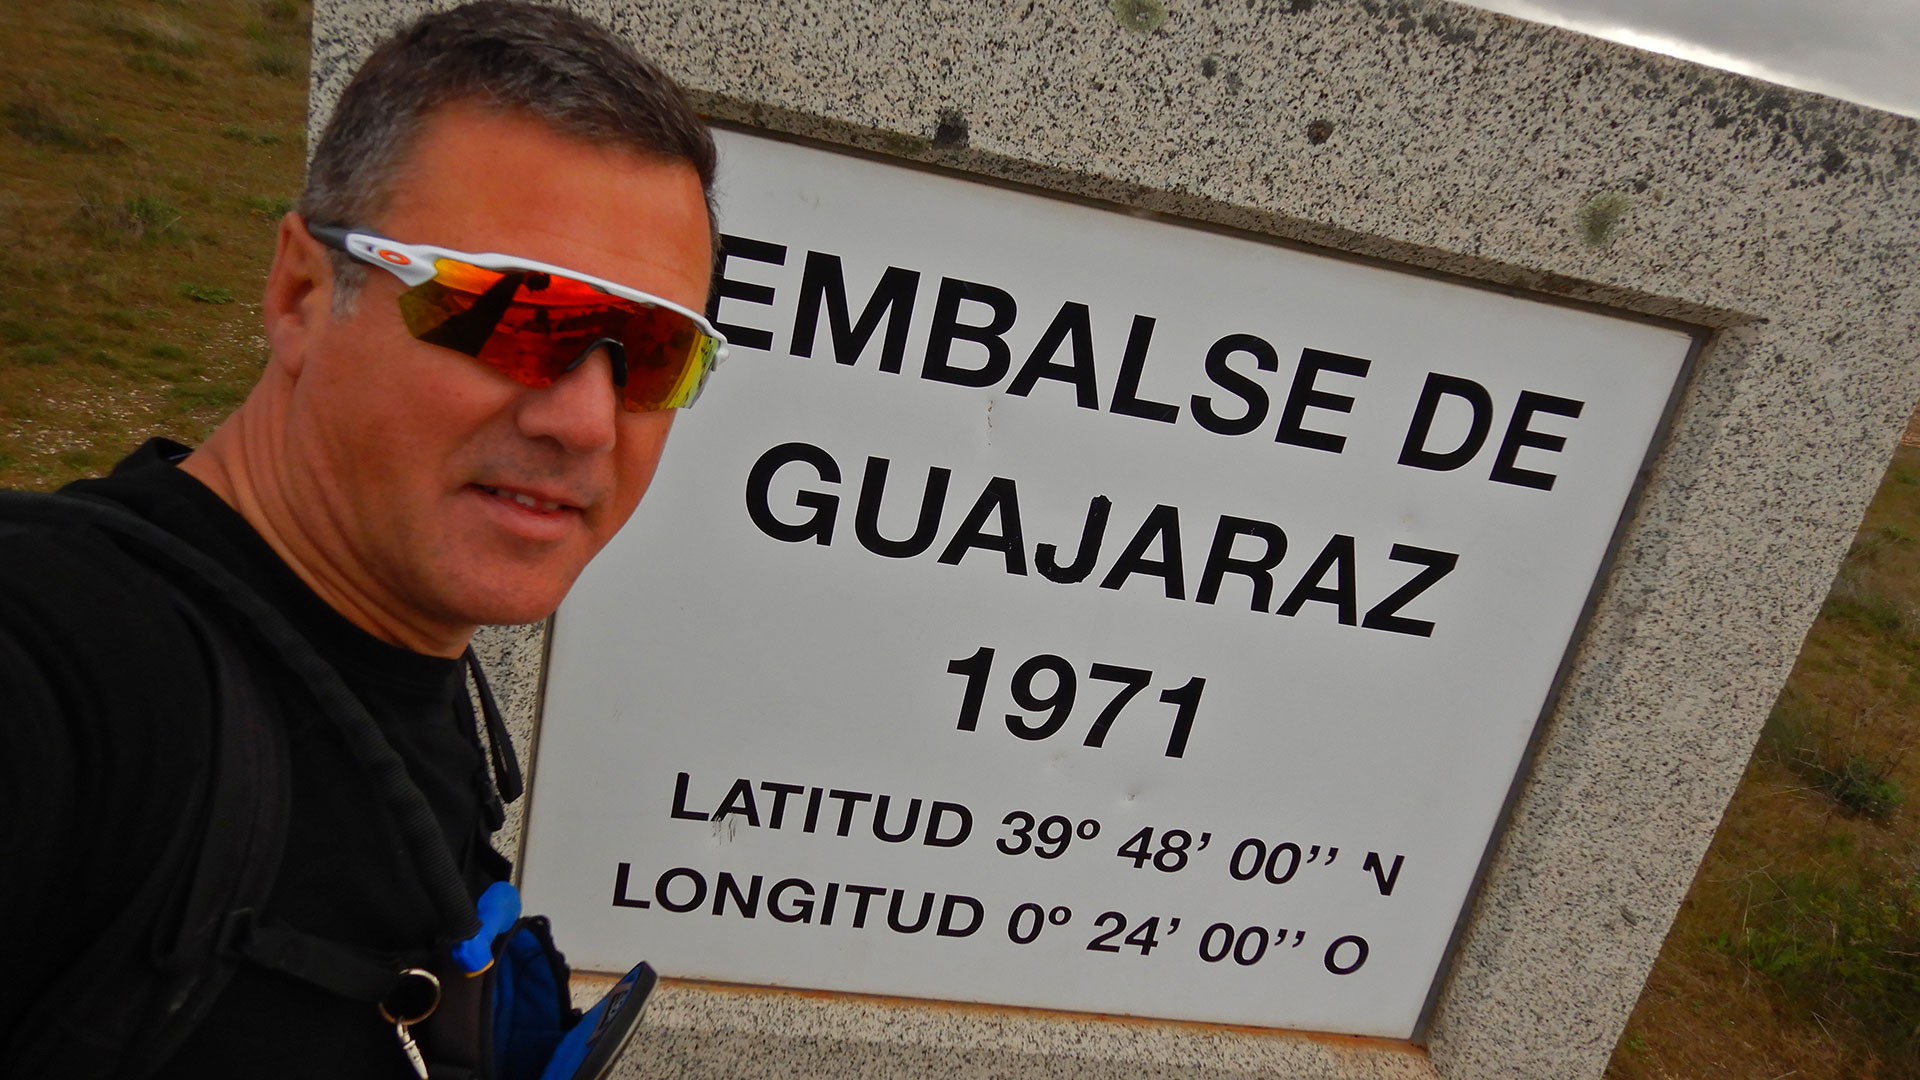 EMBALSE DE
GUAJARAZ
1971
LATITUD 39º 48’ 00’’ N
LONGITUD 0º 24’ 00’’ O